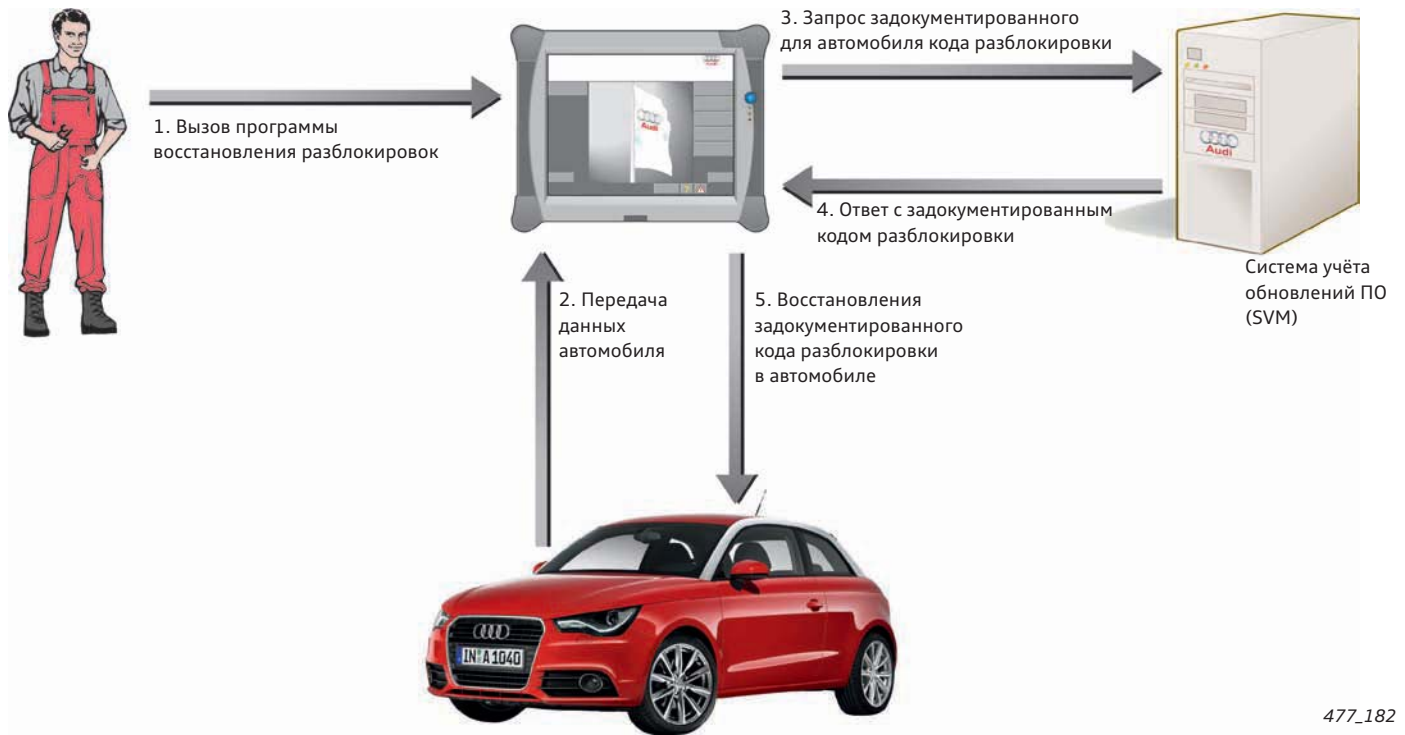 3. Запрос задокументированного
для автомобиля кода разблокировки
Audi
Audi
Audi
1. Вызов программы
восстановления разблокировок
4. Ответ с задокументированным
кодом разблокировки
Система учёта
обновлений ПО
(SVM)
2. Передача
данных
автомобиля
5. Восстановления
задокументированного
кода разблокировки
в автомобиле
IN A 1040
477_182